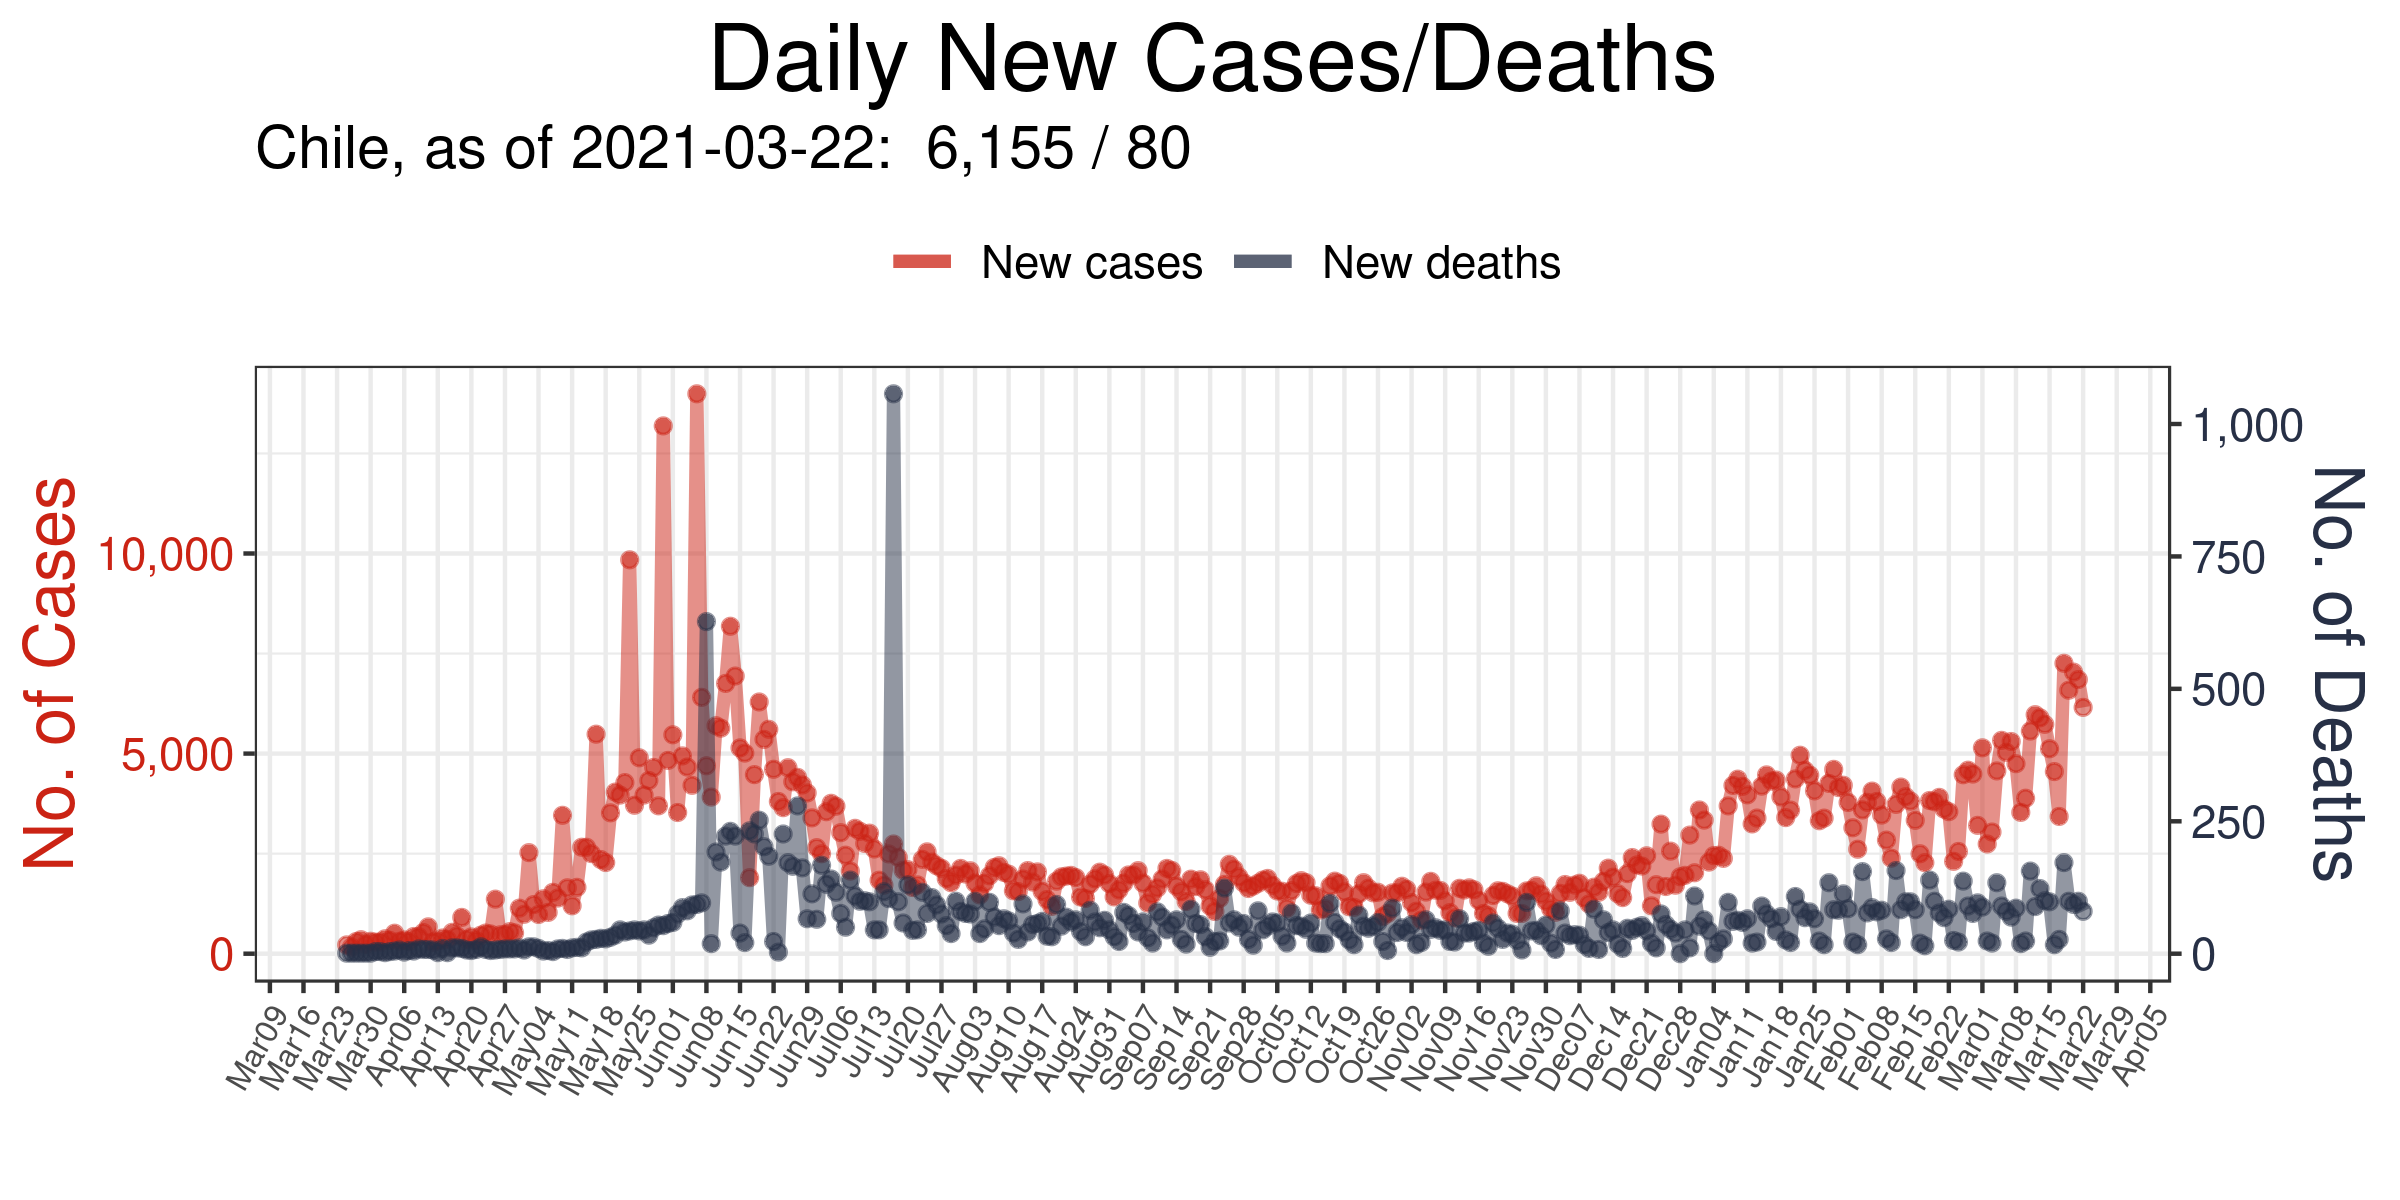 Daily New Cases/Deaths
Chile, as of 2021-03-22:  6,155 / 80
New cases
New deaths
No. of Cases
10,000
5,000
0
1,000
750
500
250
0
No. of Deaths
Mar09
Mar16
Mar23
Mar30
Apr06
Apr13
Apr20
Apr27
May04
May11
May18
May25
Jun01
Jun08
Jun15
Jun22
Jun29
Jul06
Jul13
Jul20
Jul27
Aug03
Aug10
Aug17
Aug24
Aug31
Sep07
Sep14
Sep21
Sep28
Oct05
Oct12
Oct19
Oct26
Nov02
Nov09
Nov16
Nov23
Nov30
Dec07
Dec14
Dec21
Dec28
Jan04
Jan11
Jan18
Jan25
Feb01
Feb08
Feb15
Feb22
Mar01
Mar08
Mar15
Mar22
Mar29
Apr05